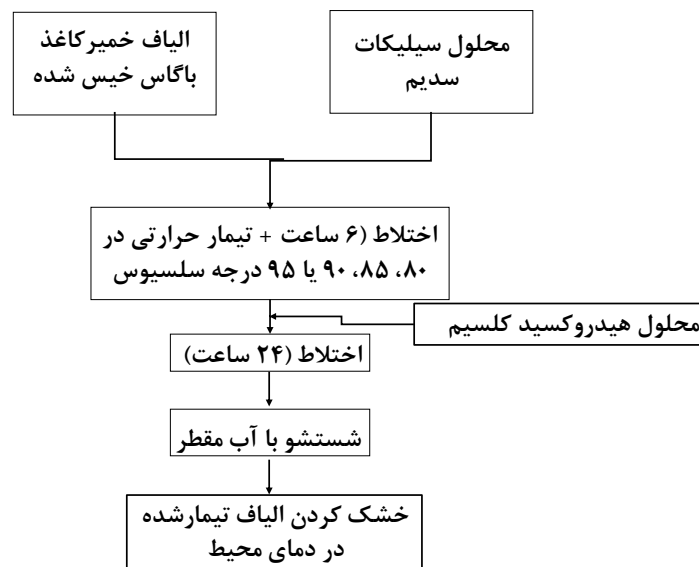 الیاف خمیرکاغذ
باگاس خیس شده
محلول سیلیکات
سدیم
اختلاط (۶ ساعت + تیمار حرارتی در
۸۰، ۸۵، ۹۰ یا ۹۵ درجه سلسیوس
محلول هیدروکسید کلسیم
اختلاط (۲۴ ساعت)
شستشو با آب مقطر
خشک کردن الیاف تیمارشده
در دمای محیط